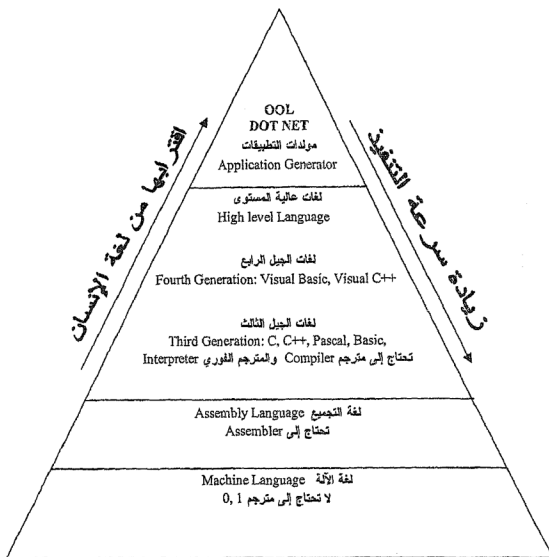 OOL
DOT NET
مولدات التطبيقات
Application Generator
اقترابها من لغة الإنسان
زيادة سرعة التنفيذ
لغات عالية المستوى
High level Language
لغات الجيل الرابع
Fourth Generation: Visual Basic, Visual C++
لغات الجيل الثالث
Third Generation: C, C++, Pascal, Basic,
تحتاج إلى مترجم Compiler والمترجم الفوري Interpreter
لغة التجميع Assembly Language
تحتاج إلى Assembler
لغة الآلة Machine Language
لا تحتاج إلى مترجم 0, 1